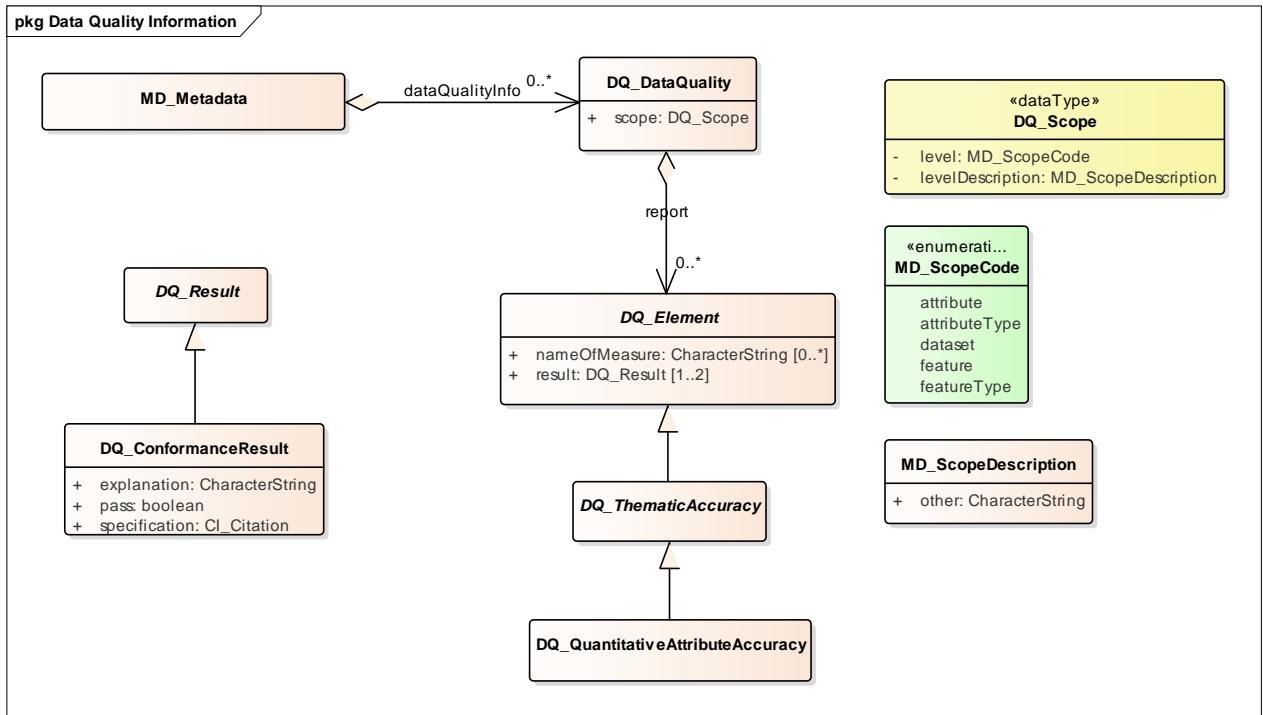 pkg Data Quality Information
MD_Metadata
dataQualityInfo
0..*
DQ_DataQuality
+ scope: DQ_Scope
«dataType»
DQ_Scope
- level: MD_ScopeCode
- levelDescription: MD_ScopeDescription
report
0..*
«enumerati...
MD_ScopeCode
attribute
attributeType
dataset
feature
featureType
DQ_Result
DQ_Element
+ nameOfMeasure: CharacterString [0..*]
+ result: DQ_Result [1..2]
DQ_ConformanceResult
+ explanation: CharacterString
+ pass: boolean
+ specification: CI_Citation
MD_ScopeDescription
+ other: CharacterString
DQ_ThematicAccuracy
DQ_QuantitativeAttributeAccuracy